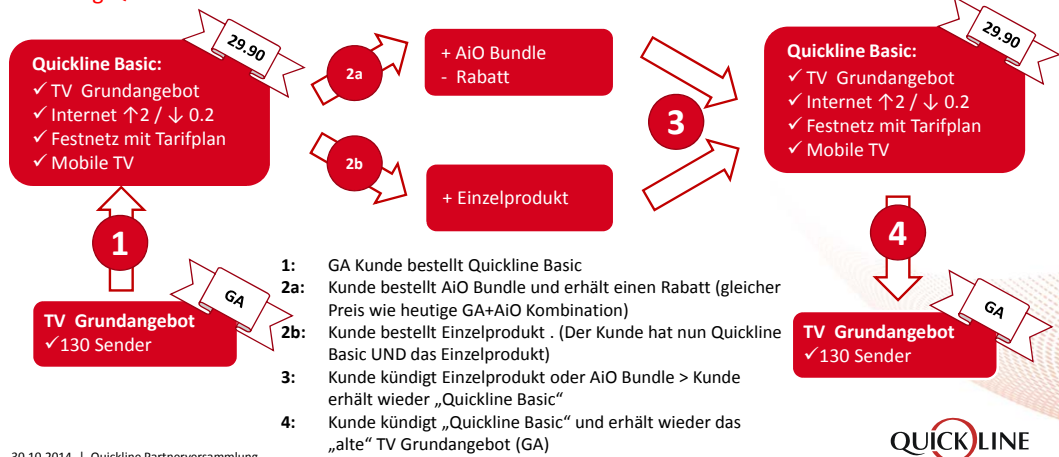 29.90
Quickline Basic:
✓ TV Grundangebot
✓ Internet ↑2 / ↓ 0.2
✓ Festnetz mit Tarifplan
✓ Mobile TV
2a
+ AiO Bundle
- Rabatt
2b
+ Einzelprodukt
3
29.90
Quickline Basic:
✓ TV Grundangebot
✓ Internet ↑2 / ↓ 0.2
✓ Festnetz mit Tarifplan
✓ Mobile TV
1
GA
TV Grundangebot
✓130 Sender
4
GA
TV Grundangebot
✓130 Sender
1: GA Kunde bestellt Quickline Basic
2a: Kunde bestellt AiO Bundle und erhält einen Rabatt (gleicher
Preis wie heutige GA+AiO Kombination)
2b: Kunde bestellt Einzelprodukt . (Der Kunde hat nun Quickline
Basic UND das Einzelprodukt)
3: Kunde kündigt Einzelprodukt oder AiO Bundle > Kunde
erhält wieder „Quickline Basic“
4: Kunde kündigt „Quickline Basic“ und erhält wieder das
„alte“ TV Grundangebot (GA)
30.10.2014 | Quickline Partnerversammlung
QUICKLINE